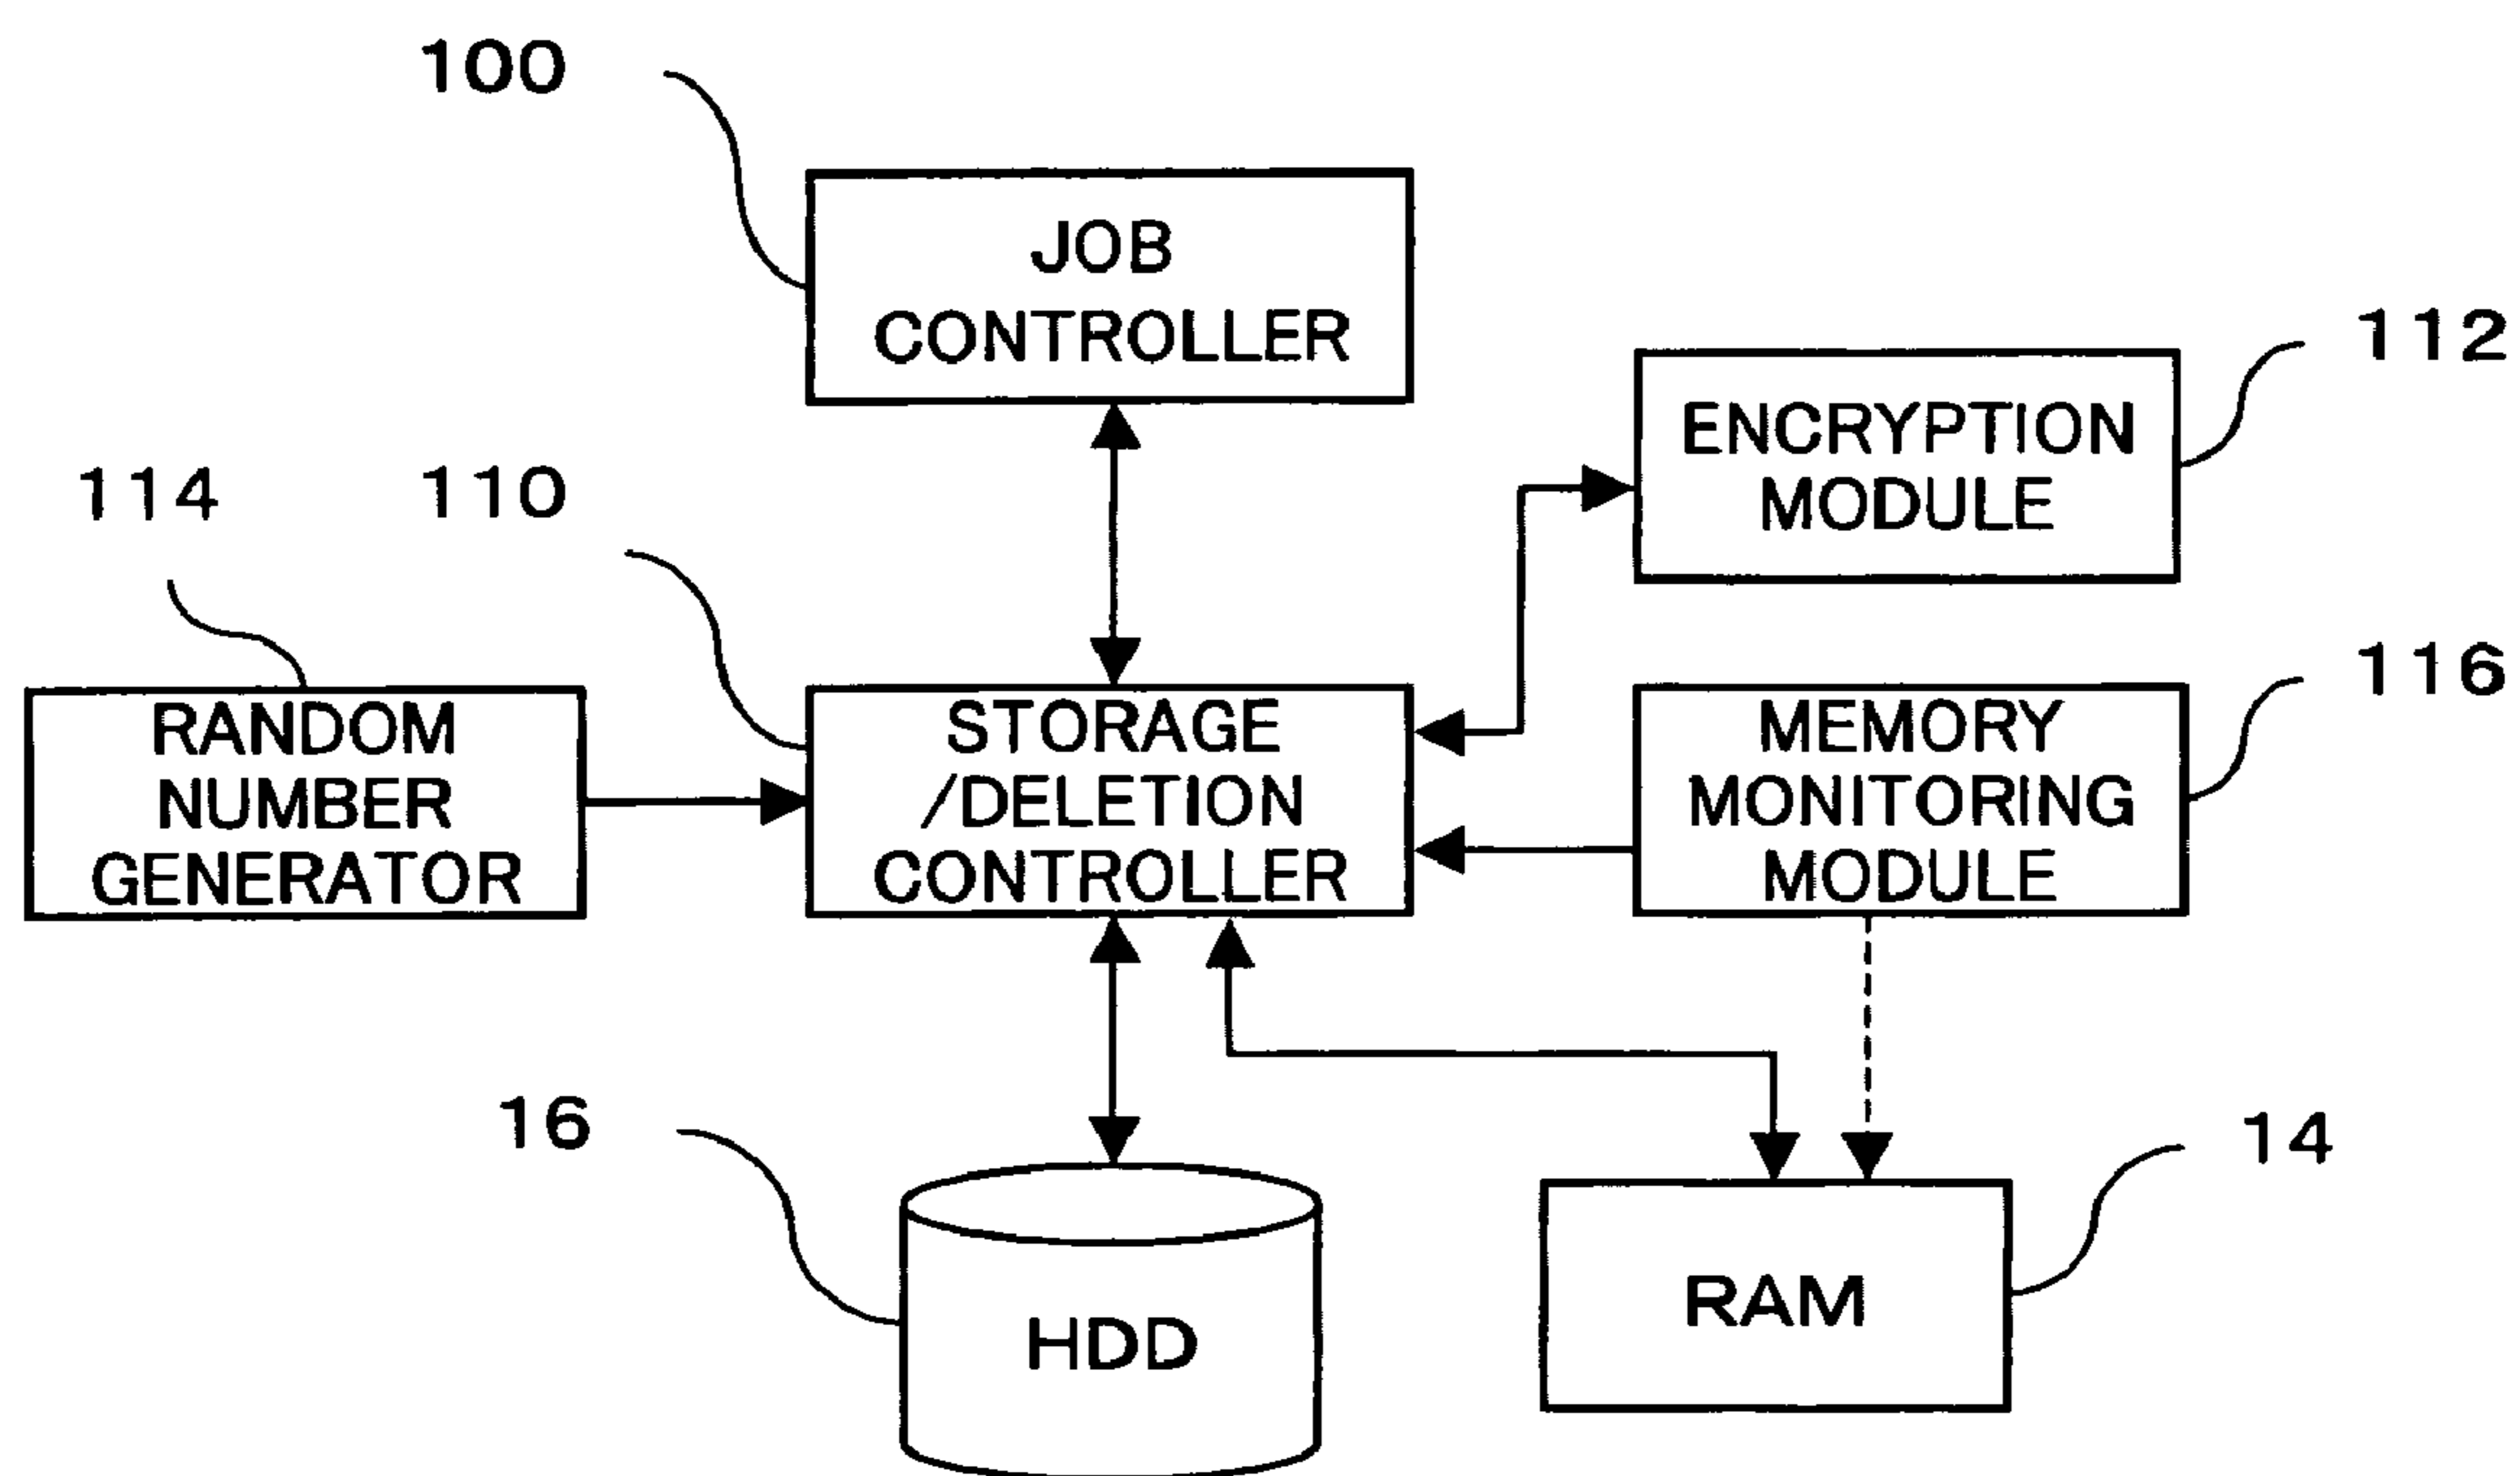 100
JOB
CONTROLLER
112
ENCRYPTION
MODULE
114
110
116
RANDOM
NUMBER
GENERATOR
STORAGE
/DELETION
CONTROLLER
MEMORY
MONITORING
MODULE
16
14
HDD
RAM